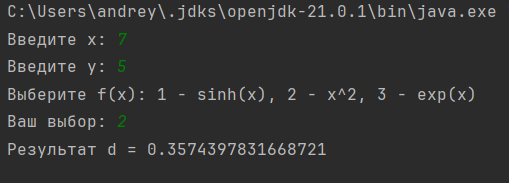 C:\Users\andrey\.jdks\openjdk-21.0.1\bin\java.exe
Введите x: 7
Введите y: 5
Выберите f(x): 1 - sinh(x), 2 - x^2, 3 - exp(x)
Ваш выбор: 2
Результат d = 0.3574397831668721